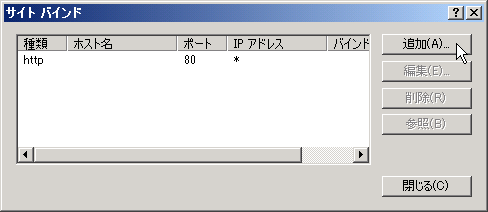 サイト バインド
種類 ホスト名 ポート IP アドレス バインド
http 80 *
追加(A)...
編集(E)...
削除(R)
参照(B)
閉じる(C)